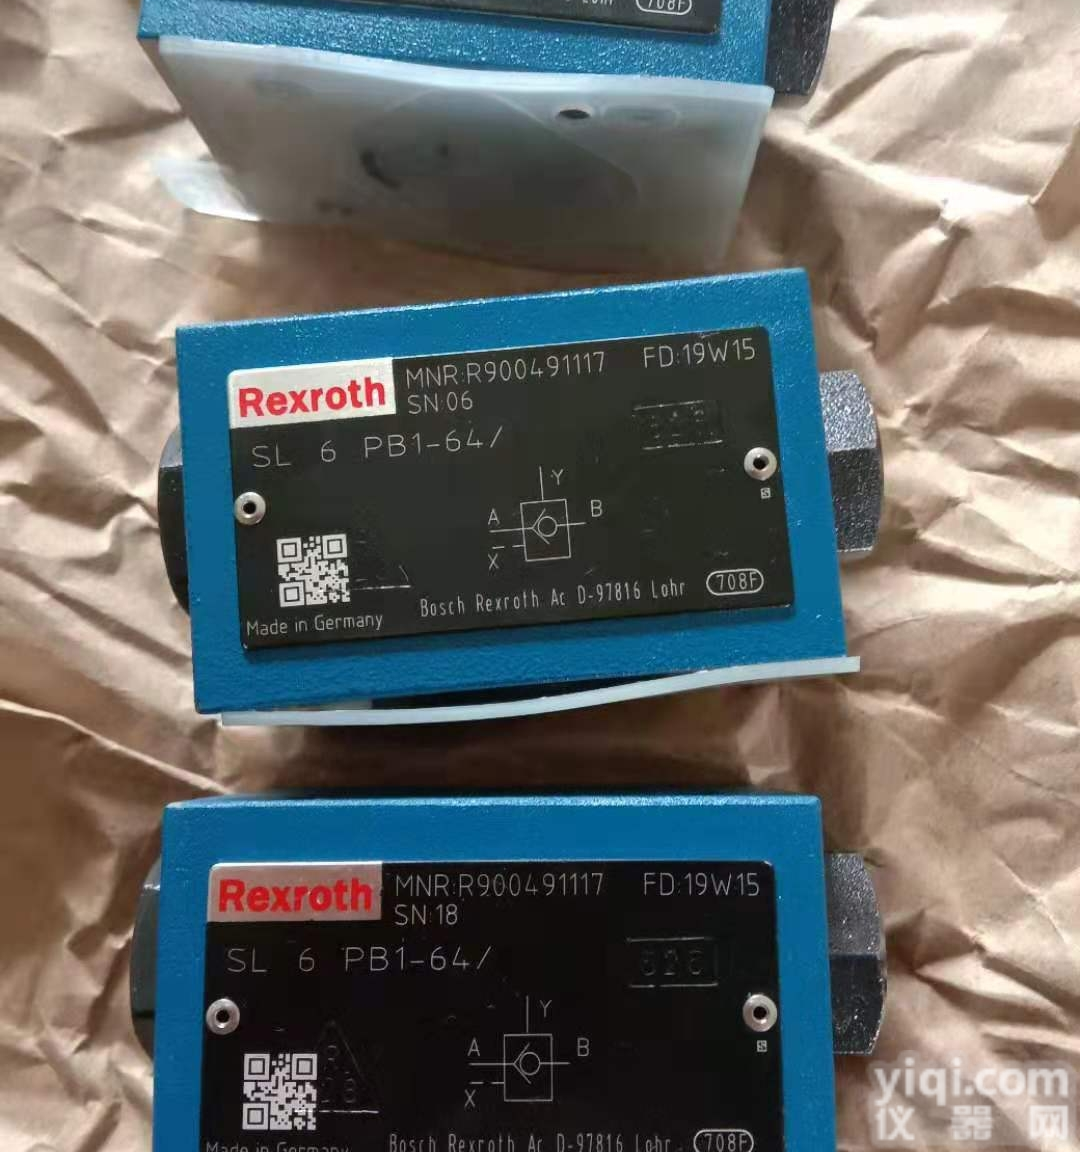 Lohr 708F
Rexroth MNR:R900491117 FD:19W15
SN:06
SL 6 PB1-64/
Y
A B
X
S
Bosch Rexroth Ac D-97816 Lohr 708F
Made in Germany
Rexroth MNR:R900491117 FD:19W15
SN:18
SL 6 PB1-64/
Y
A B
X
S
Made in Germany Bosch Rexroth Ac D-97816 Lohr 708F
yiqi.com
仪器网